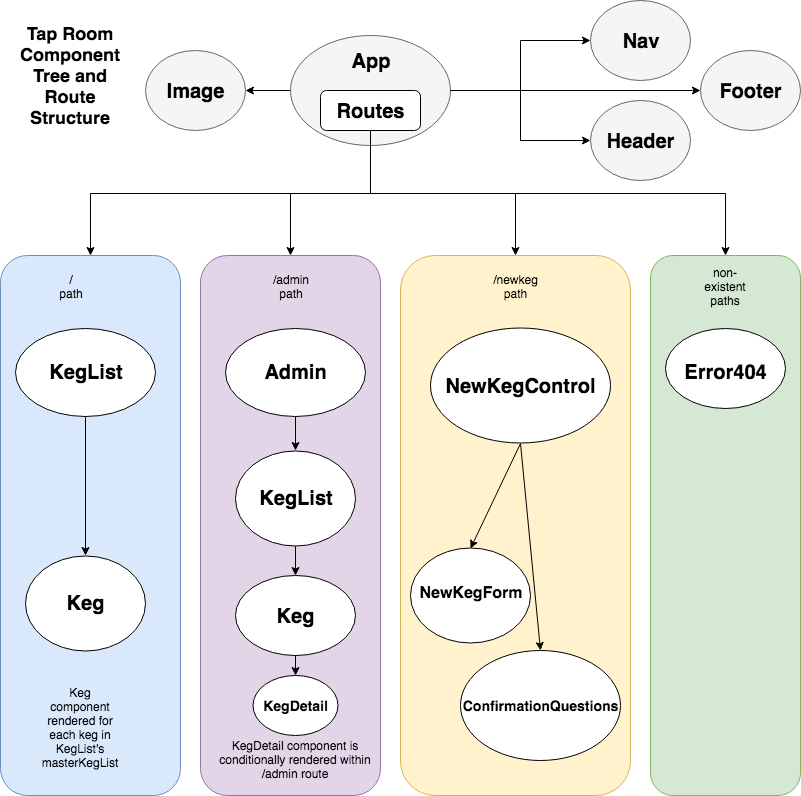 Tap Room
Component
Tree and
Route
Structure
Image
App
Routes
Nav
Footer
Header
/
path
KegList
Keg
Keg
component
rendered for
each keg in
KegList's
masterKegList
/admin
path
Admin
KegList
Keg
KegDetail
KegDetail component is
conditionally rendered within
/admin route
/newkeg
path
NewKegControl
NewKegForm
ConfirmationQuestions
non-
existent
paths
Error404